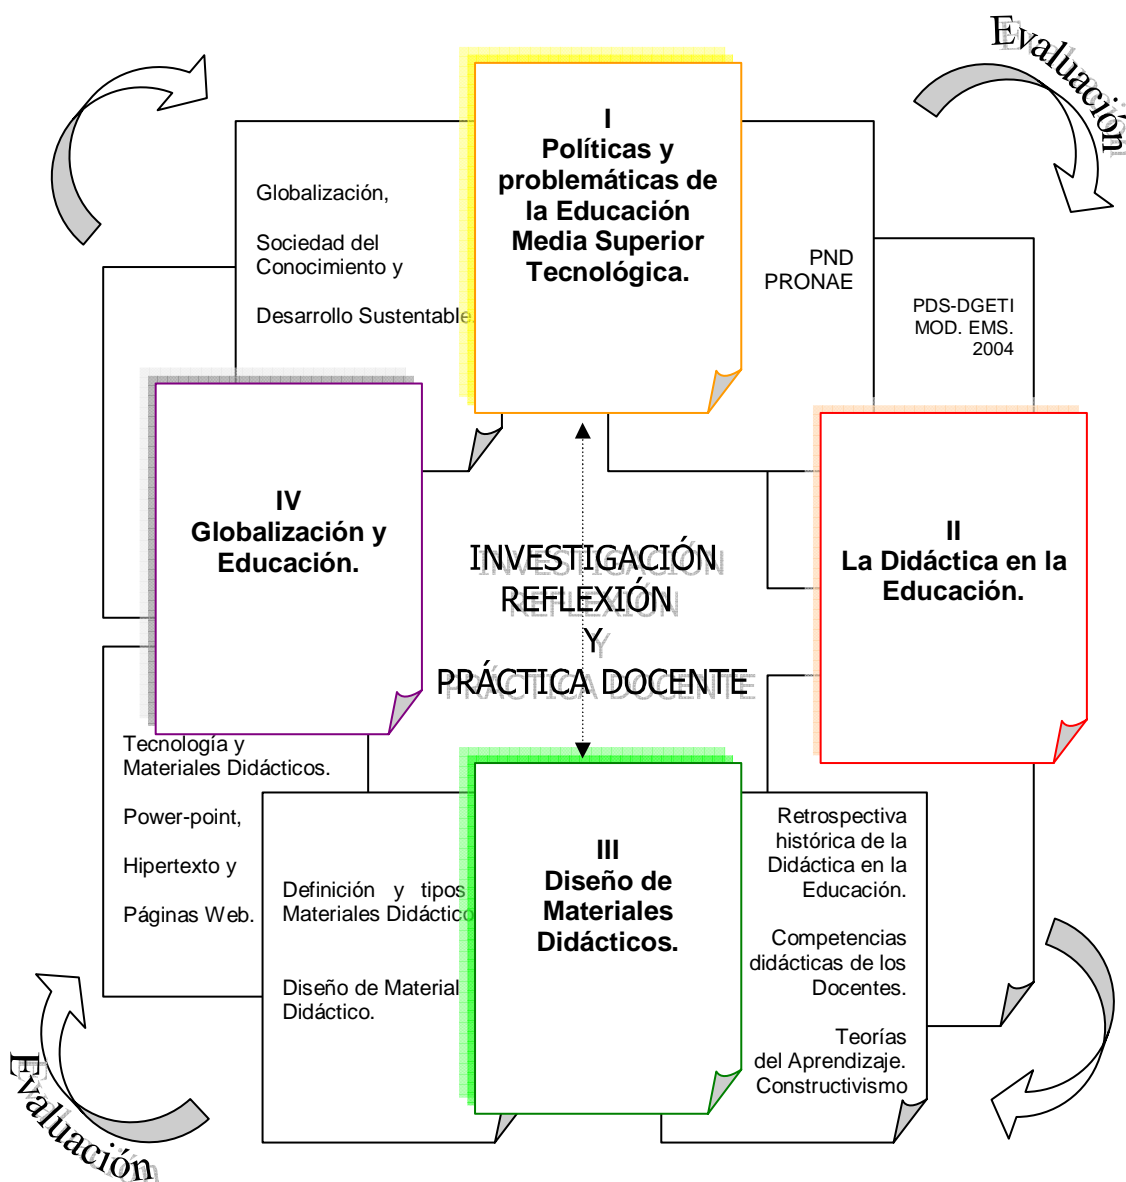 Evaluación
I
Políticas y
problemáticas de
la Educación
Media Superior
Tecnológica.
Globalización,
Sociedad del
Conocimiento y
Desarrollo Sustentable.
PND
PRONAE
PDS-DGETI
MOD. EMS.
2004
IV
Globalización y
Educación.
INVESTIGACIÓN
REFLEXIÓN
Y
PRÁCTICA DOCENTE
II
La Didáctica en la
Educación.
Tecnología y
Materiales Didácticos.
Power-point,
Hipertexto y
Páginas Web.
Definición y tipos
Materiales Didáctico
Diseño de Material
Didáctico.
III
Diseño de
Materiales
Didácticos.
Retrospectiva
histórica de la
Didáctica en la
Educación.
Competencias
didácticas de los
Docentes.
Teorías
del Aprendizaje.
Constructivismo
Evaluación